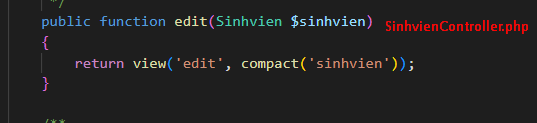 */
public function edit(Sinhvien $sinhvien) SinhvienController.php
{
return view('edit', compact('sinhvien'));
}
/**